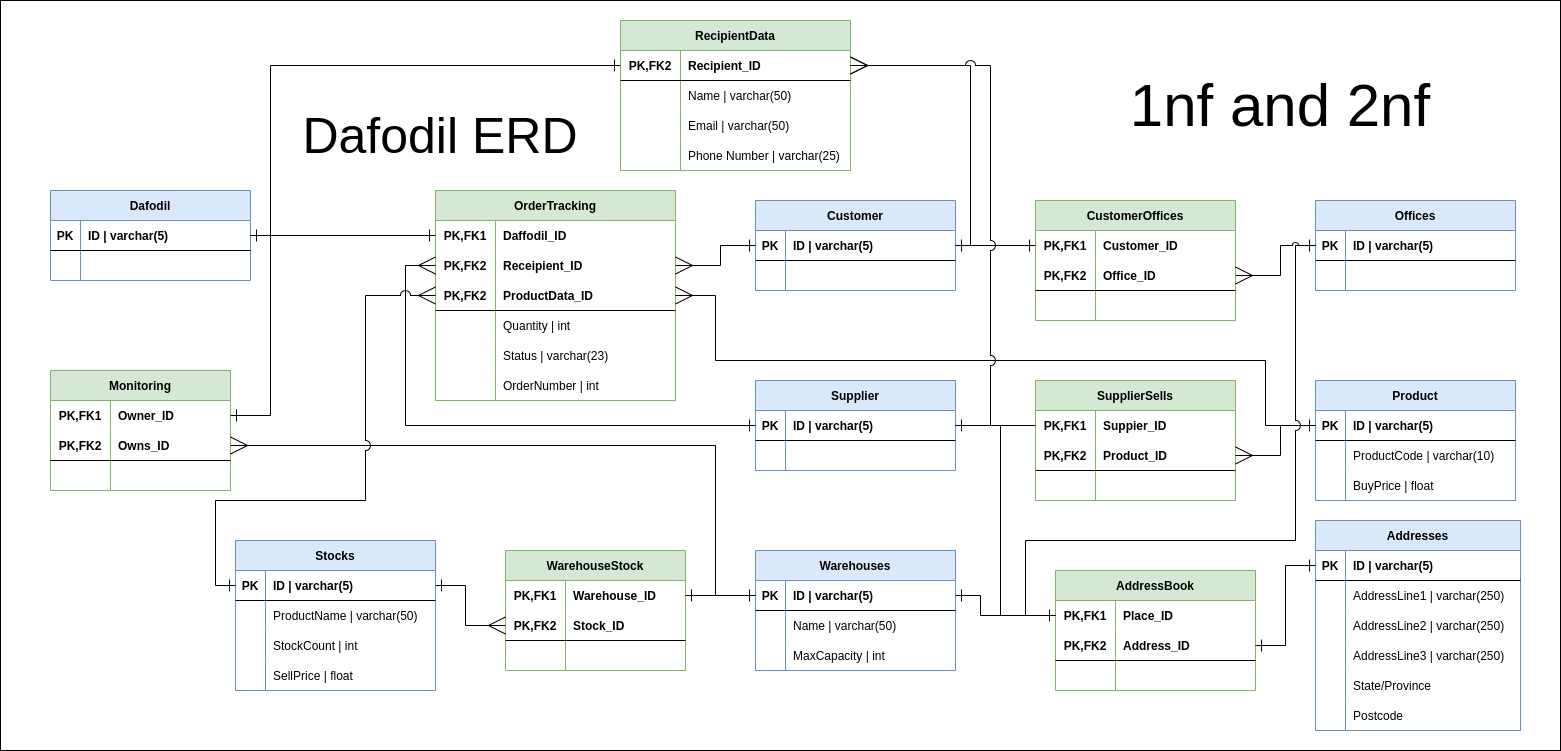 RecipientData
PK,FK2 Recipient_ID
Name | varchar(50)
Email | varchar(50)
Phone Number | varchar(25)
Dafodil ERD
1nf and 2nf
Dafodil
PK ID | varchar(5)
OrderTracking
PK,FK1 Dafodil_ID
PK,FK2 Receipient_ID
PK,FK2 ProductData_ID
Quantity | int
Status | varchar(23)
OrderNumber | int
Customer
PK ID | varchar(5)
CustomerOffices
PK,FK1 Customer_ID
PK,FK2 Office_ID
Offices
PK ID | varchar(5)
Monitoring
PK,FK1 Owner_ID
PK,FK2 Owns_ID
Supplier
PK ID | varchar(5)
SupplierSells
PK,FK1 Suppier_ID
PK,FK2 Product_ID
Product
PK ID | varchar(5)
ProductCode | varchar(10)
BuyPrice | float
Stocks
PK ID | varchar(5)
ProductName | varchar(50)
StockCount | int
SellPrice | float
WarehouseStock
PK,FK1 Warehouse_ID
PK,FK2 Stock_ID
Warehouses
PK ID | varchar(5)
Name | varchar(50)
MaxCapacity | int
AddressBook
PK,FK1 Place_ID
PK,FK2 Address_ID
Addresses
PK ID | varchar(5)
AddressLine1 | varchar(250)
AddressLine2 | varchar(250)
AddressLine3 | varchar(250)
State/Province
Postcode